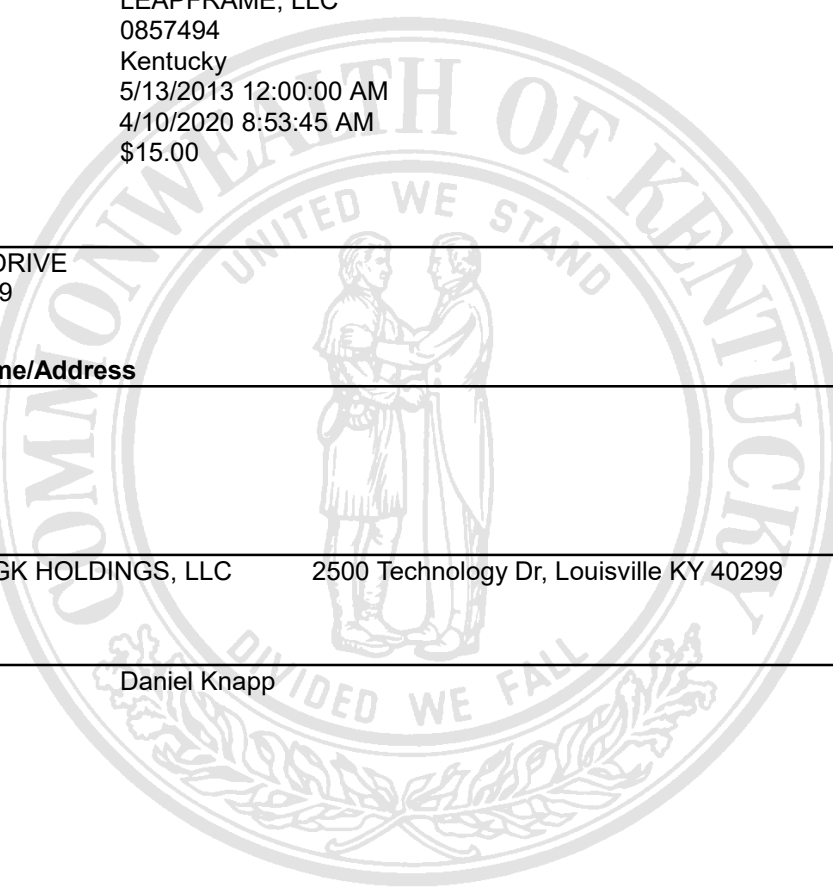 LEAPFRAME, LLC
0857494
Kentucky
5/13/2013 12:00:00 AM
4/10/2020 8:53:45 AM
$15.00
DRIVE
9
me/Address
GK HOLDINGS, LLC 2500 Technology Dr, Louisville KY 40299
Daniel Knapp
COMMONWEALTH OF KENTUCKY
UNITED WE STAND
DIVIDED WE FALL